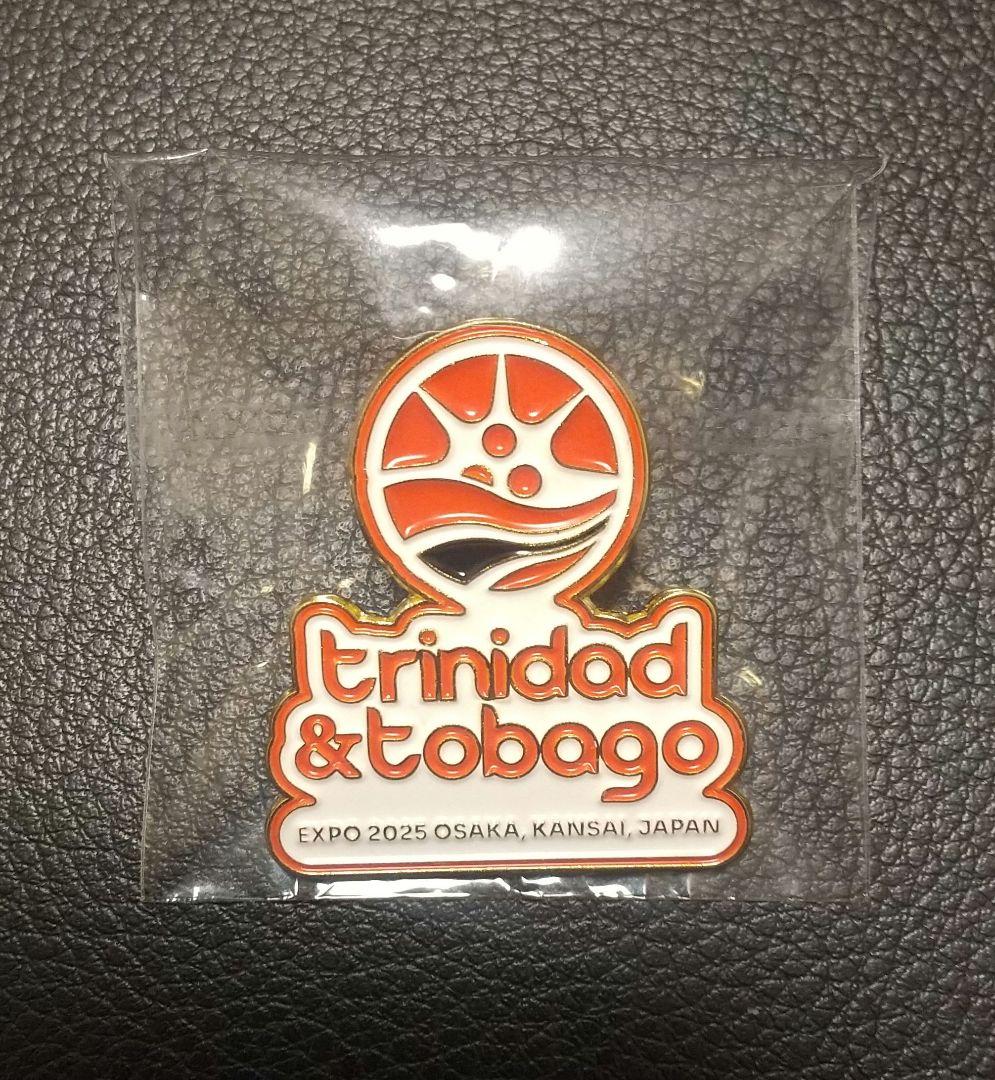 trinidad
& tobago
EXPO 2025 OSAKA, KANSAI, JAPAN